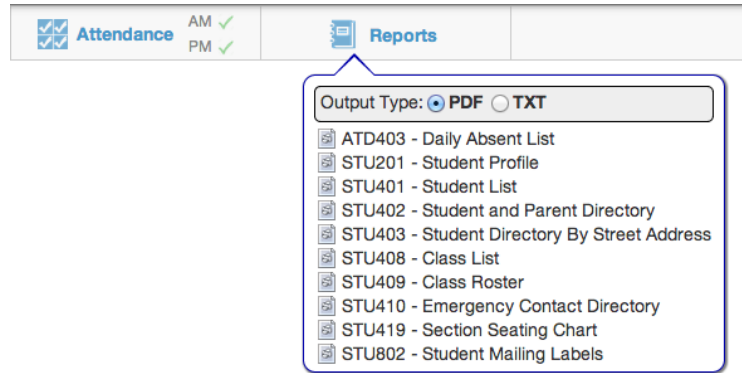 Attendance
AM
PM
Reports
Output Type: PDF TXT
ATD403 - Daily Absent List
STU201 - Student Profile
STU401 - Student List
STU402 - Student and Parent Directory
STU403 - Student Directory By Street Address
STU408 - Class List
STU409 - Class Roster
STU410 - Emergency Contact Directory
STU419 - Section Seating Chart
STU802 - Student Mailing Labels